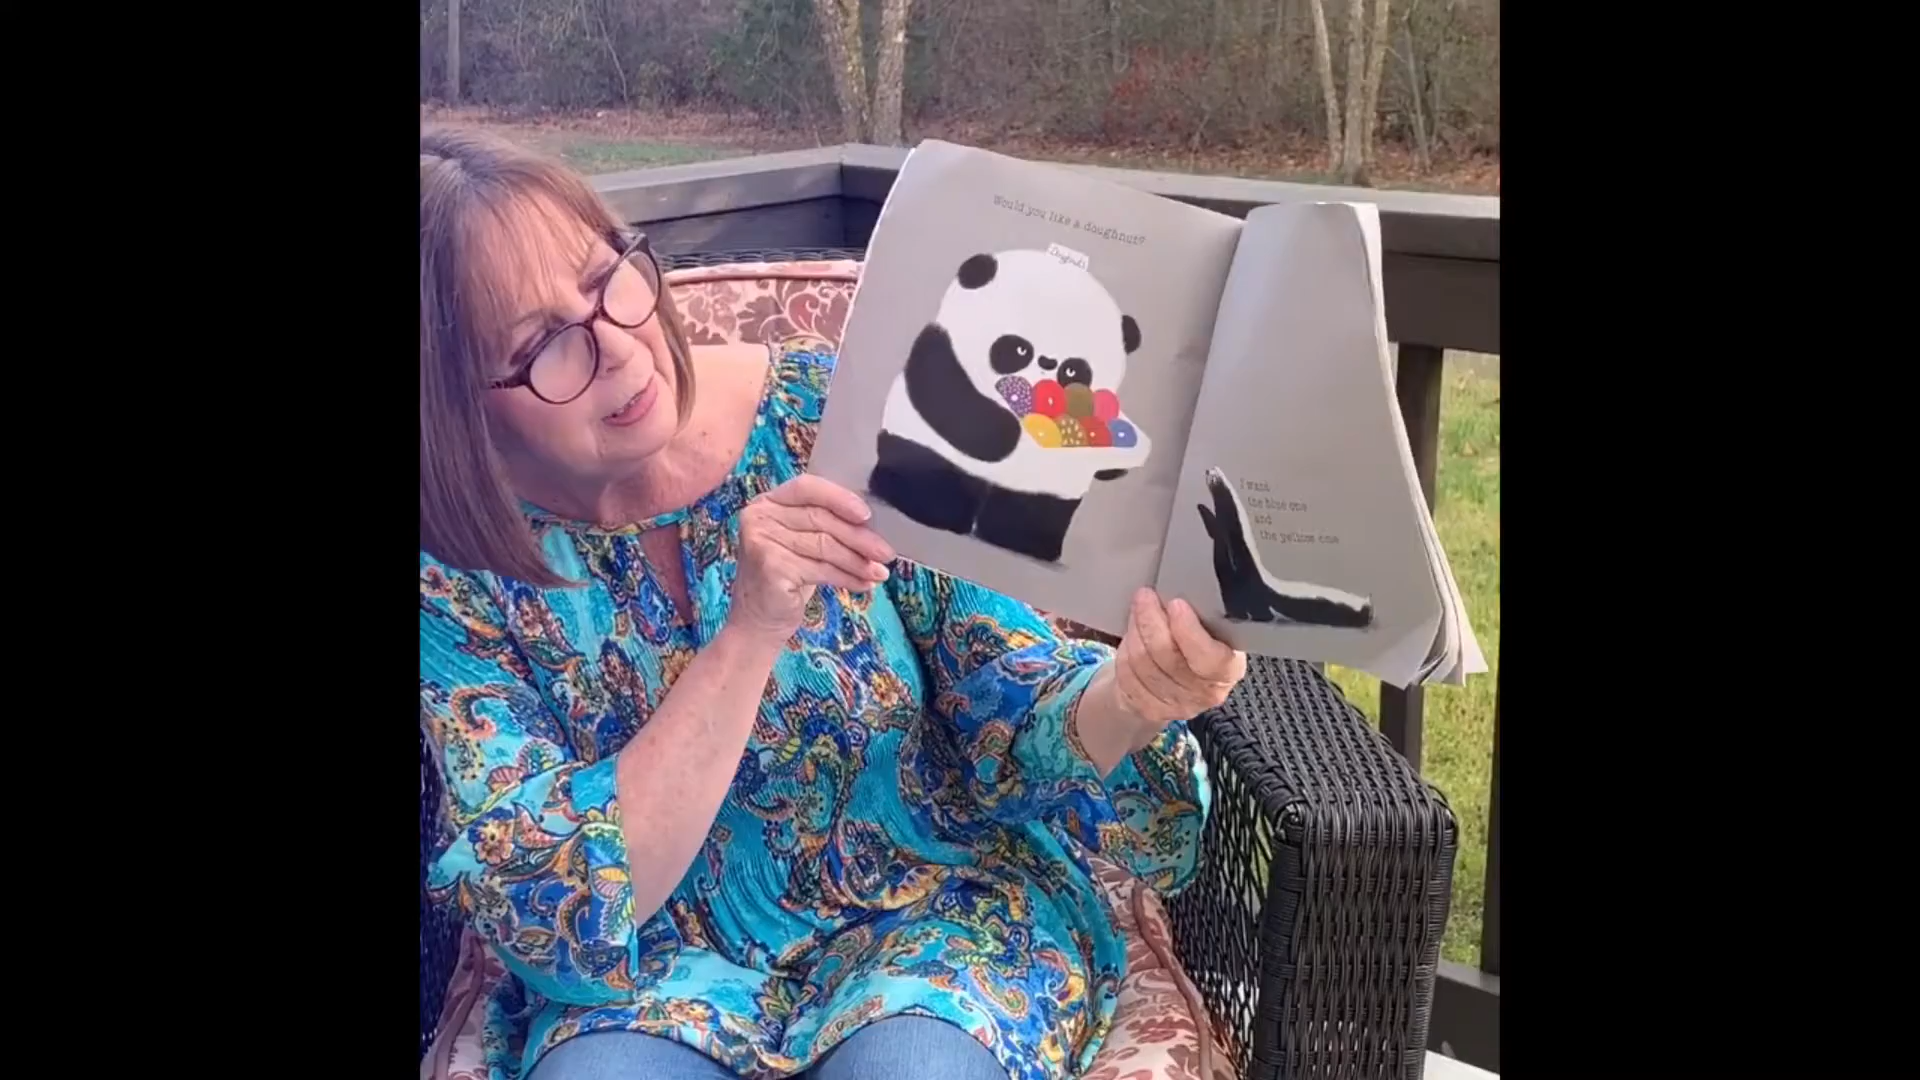 Would you like a doughnut?
Doughnuts
I want
the blue one
and
the yellow one